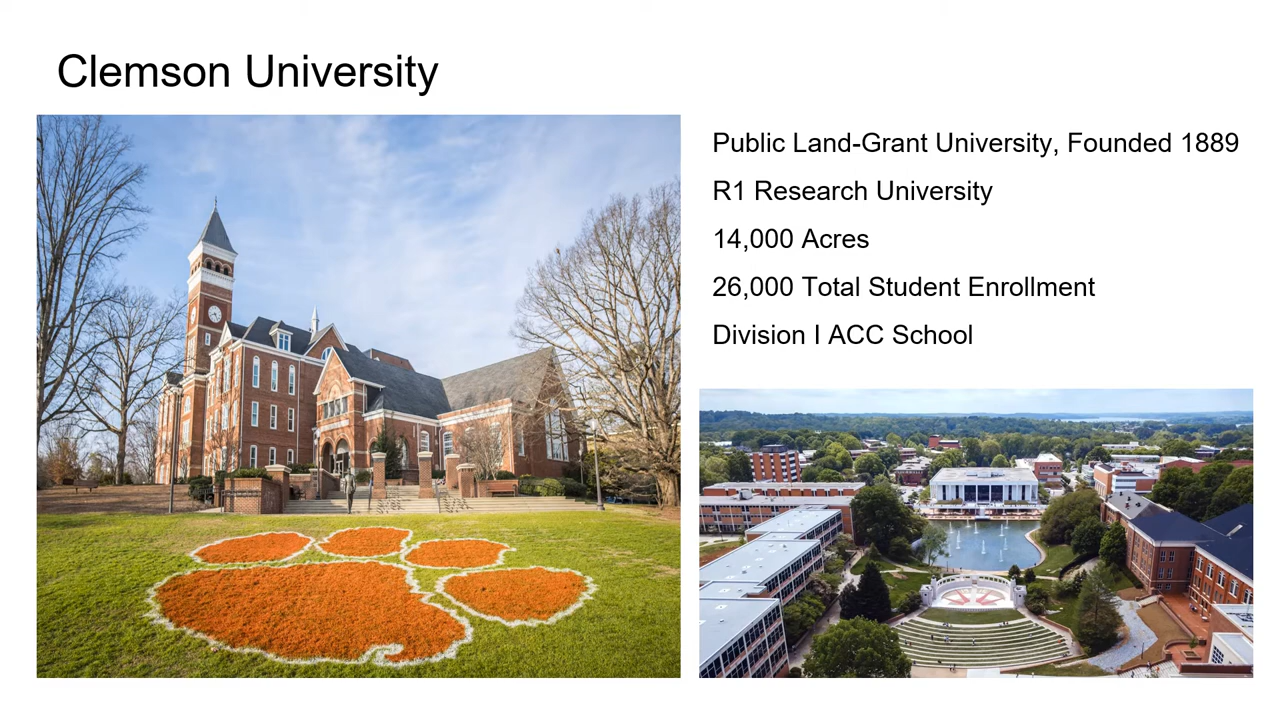 Clemson University
Public Land-Grant University, Founded 1889
R1 Research University
14,000 Acres
26,000 Total Student Enrollment
Division I ACC School